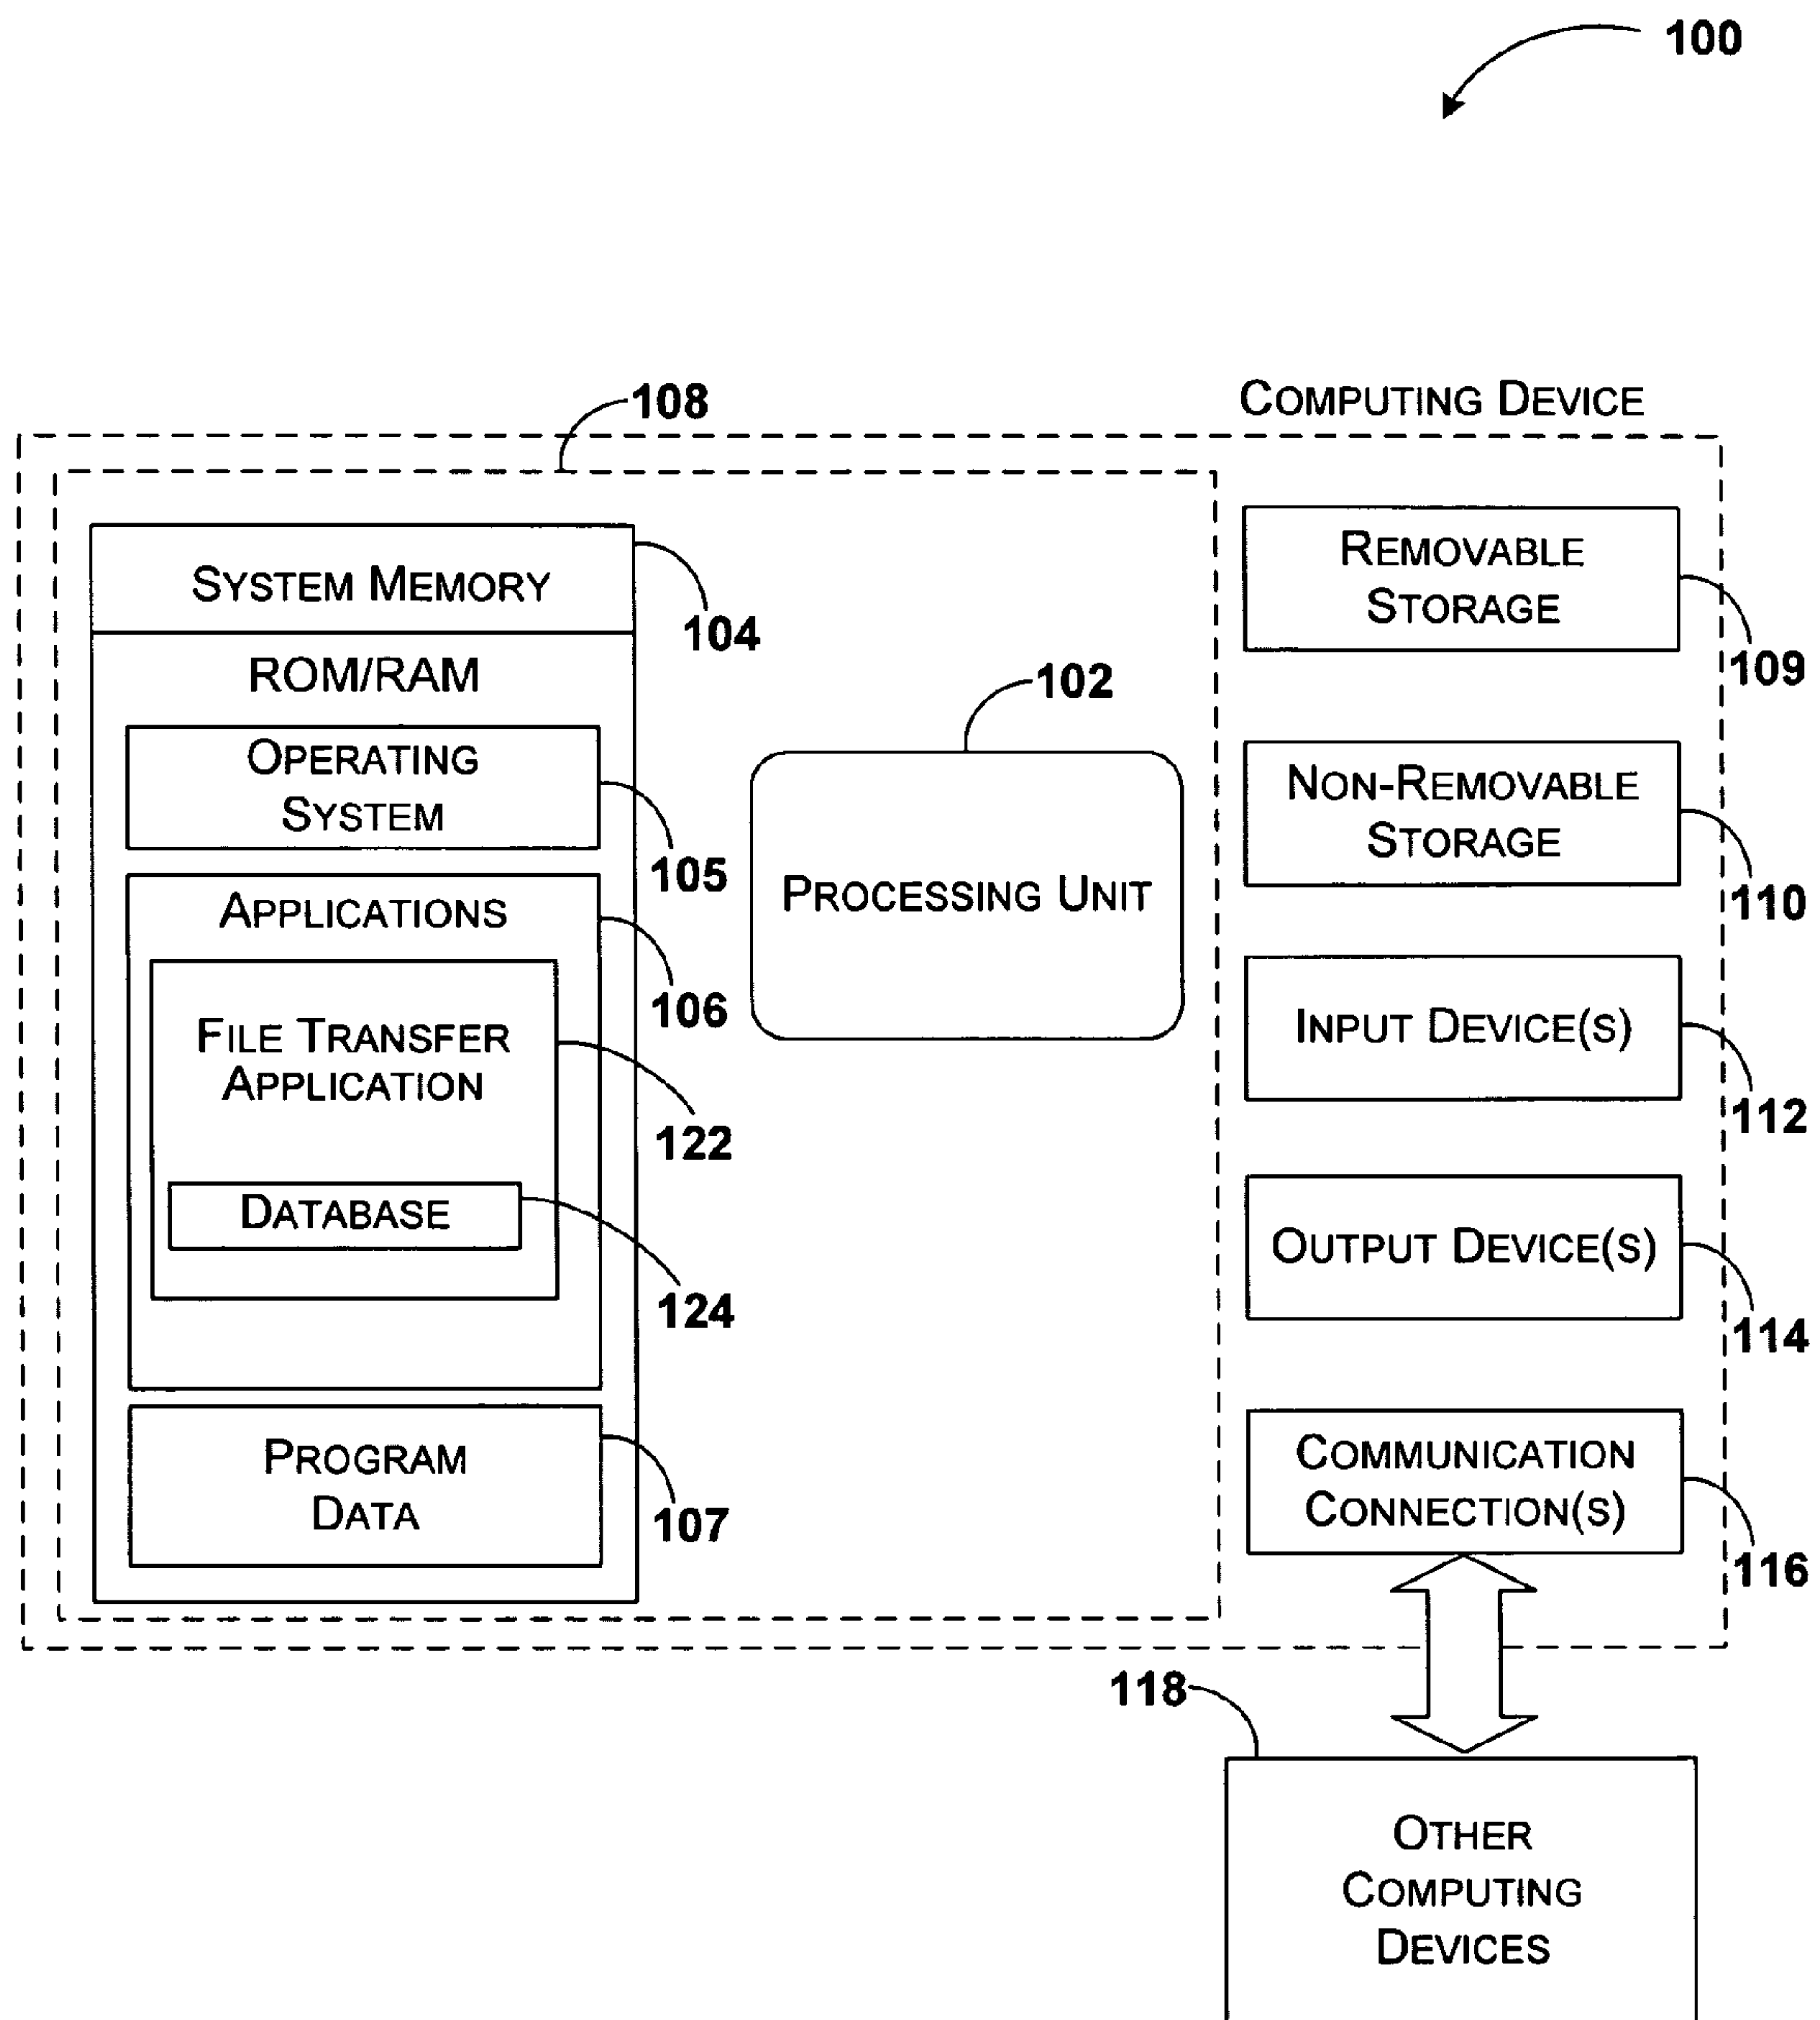 100
108
COMPUTING DEVICE
SYSTEM MEMORY
104
ROM/RAM
OPERATING
SYSTEM
105
APPLICATIONS
106
FILE TRANSFER
APPLICATION
122
DATABASE
124
PROGRAM
DATA
107
102
PROCESSING UNIT
REMOVABLE
STORAGE
109
NON-REMOVABLE
STORAGE
110
INPUT DEVICE(S)
112
OUTPUT DEVICE(S)
114
COMMUNICATION
CONNECTION(S)
116
118
OTHER
COMPUTING
DEVICES